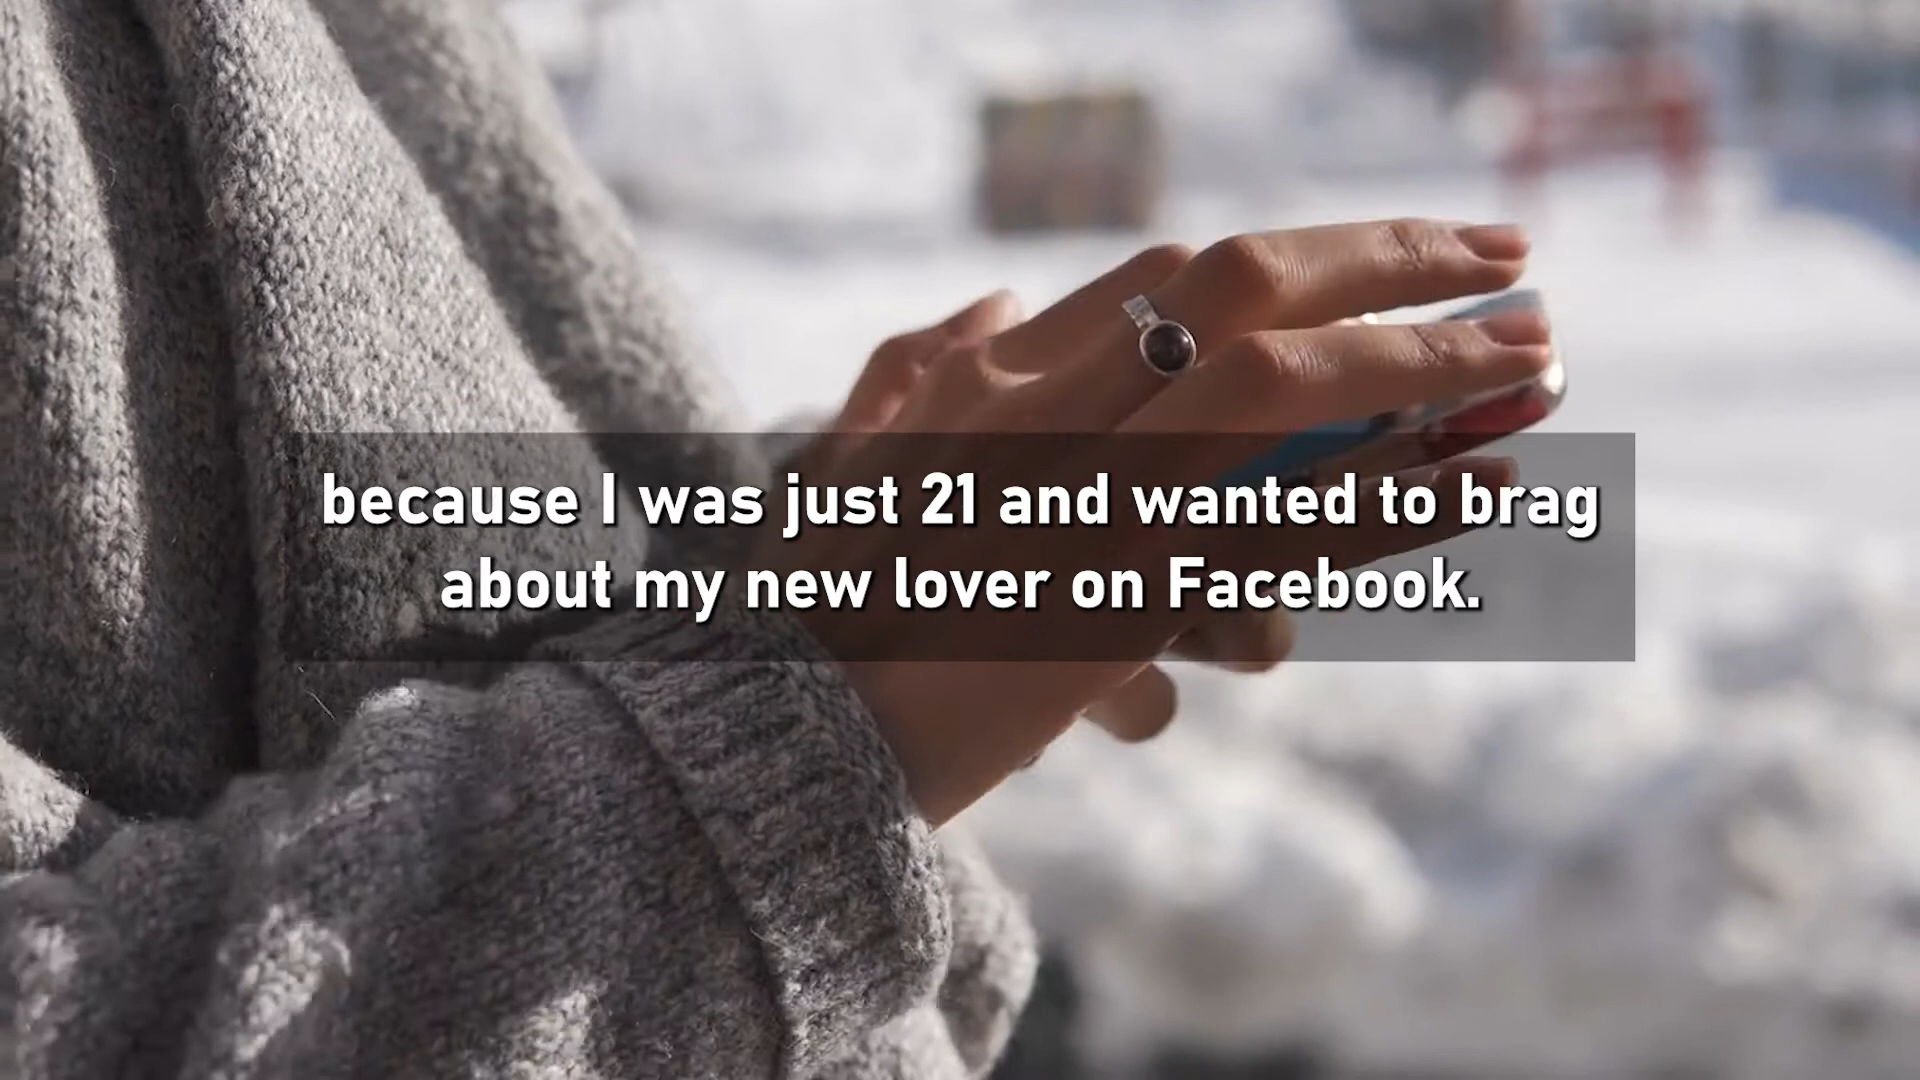 because I was just 21 and wanted to brag
about my new lover on Facebook.